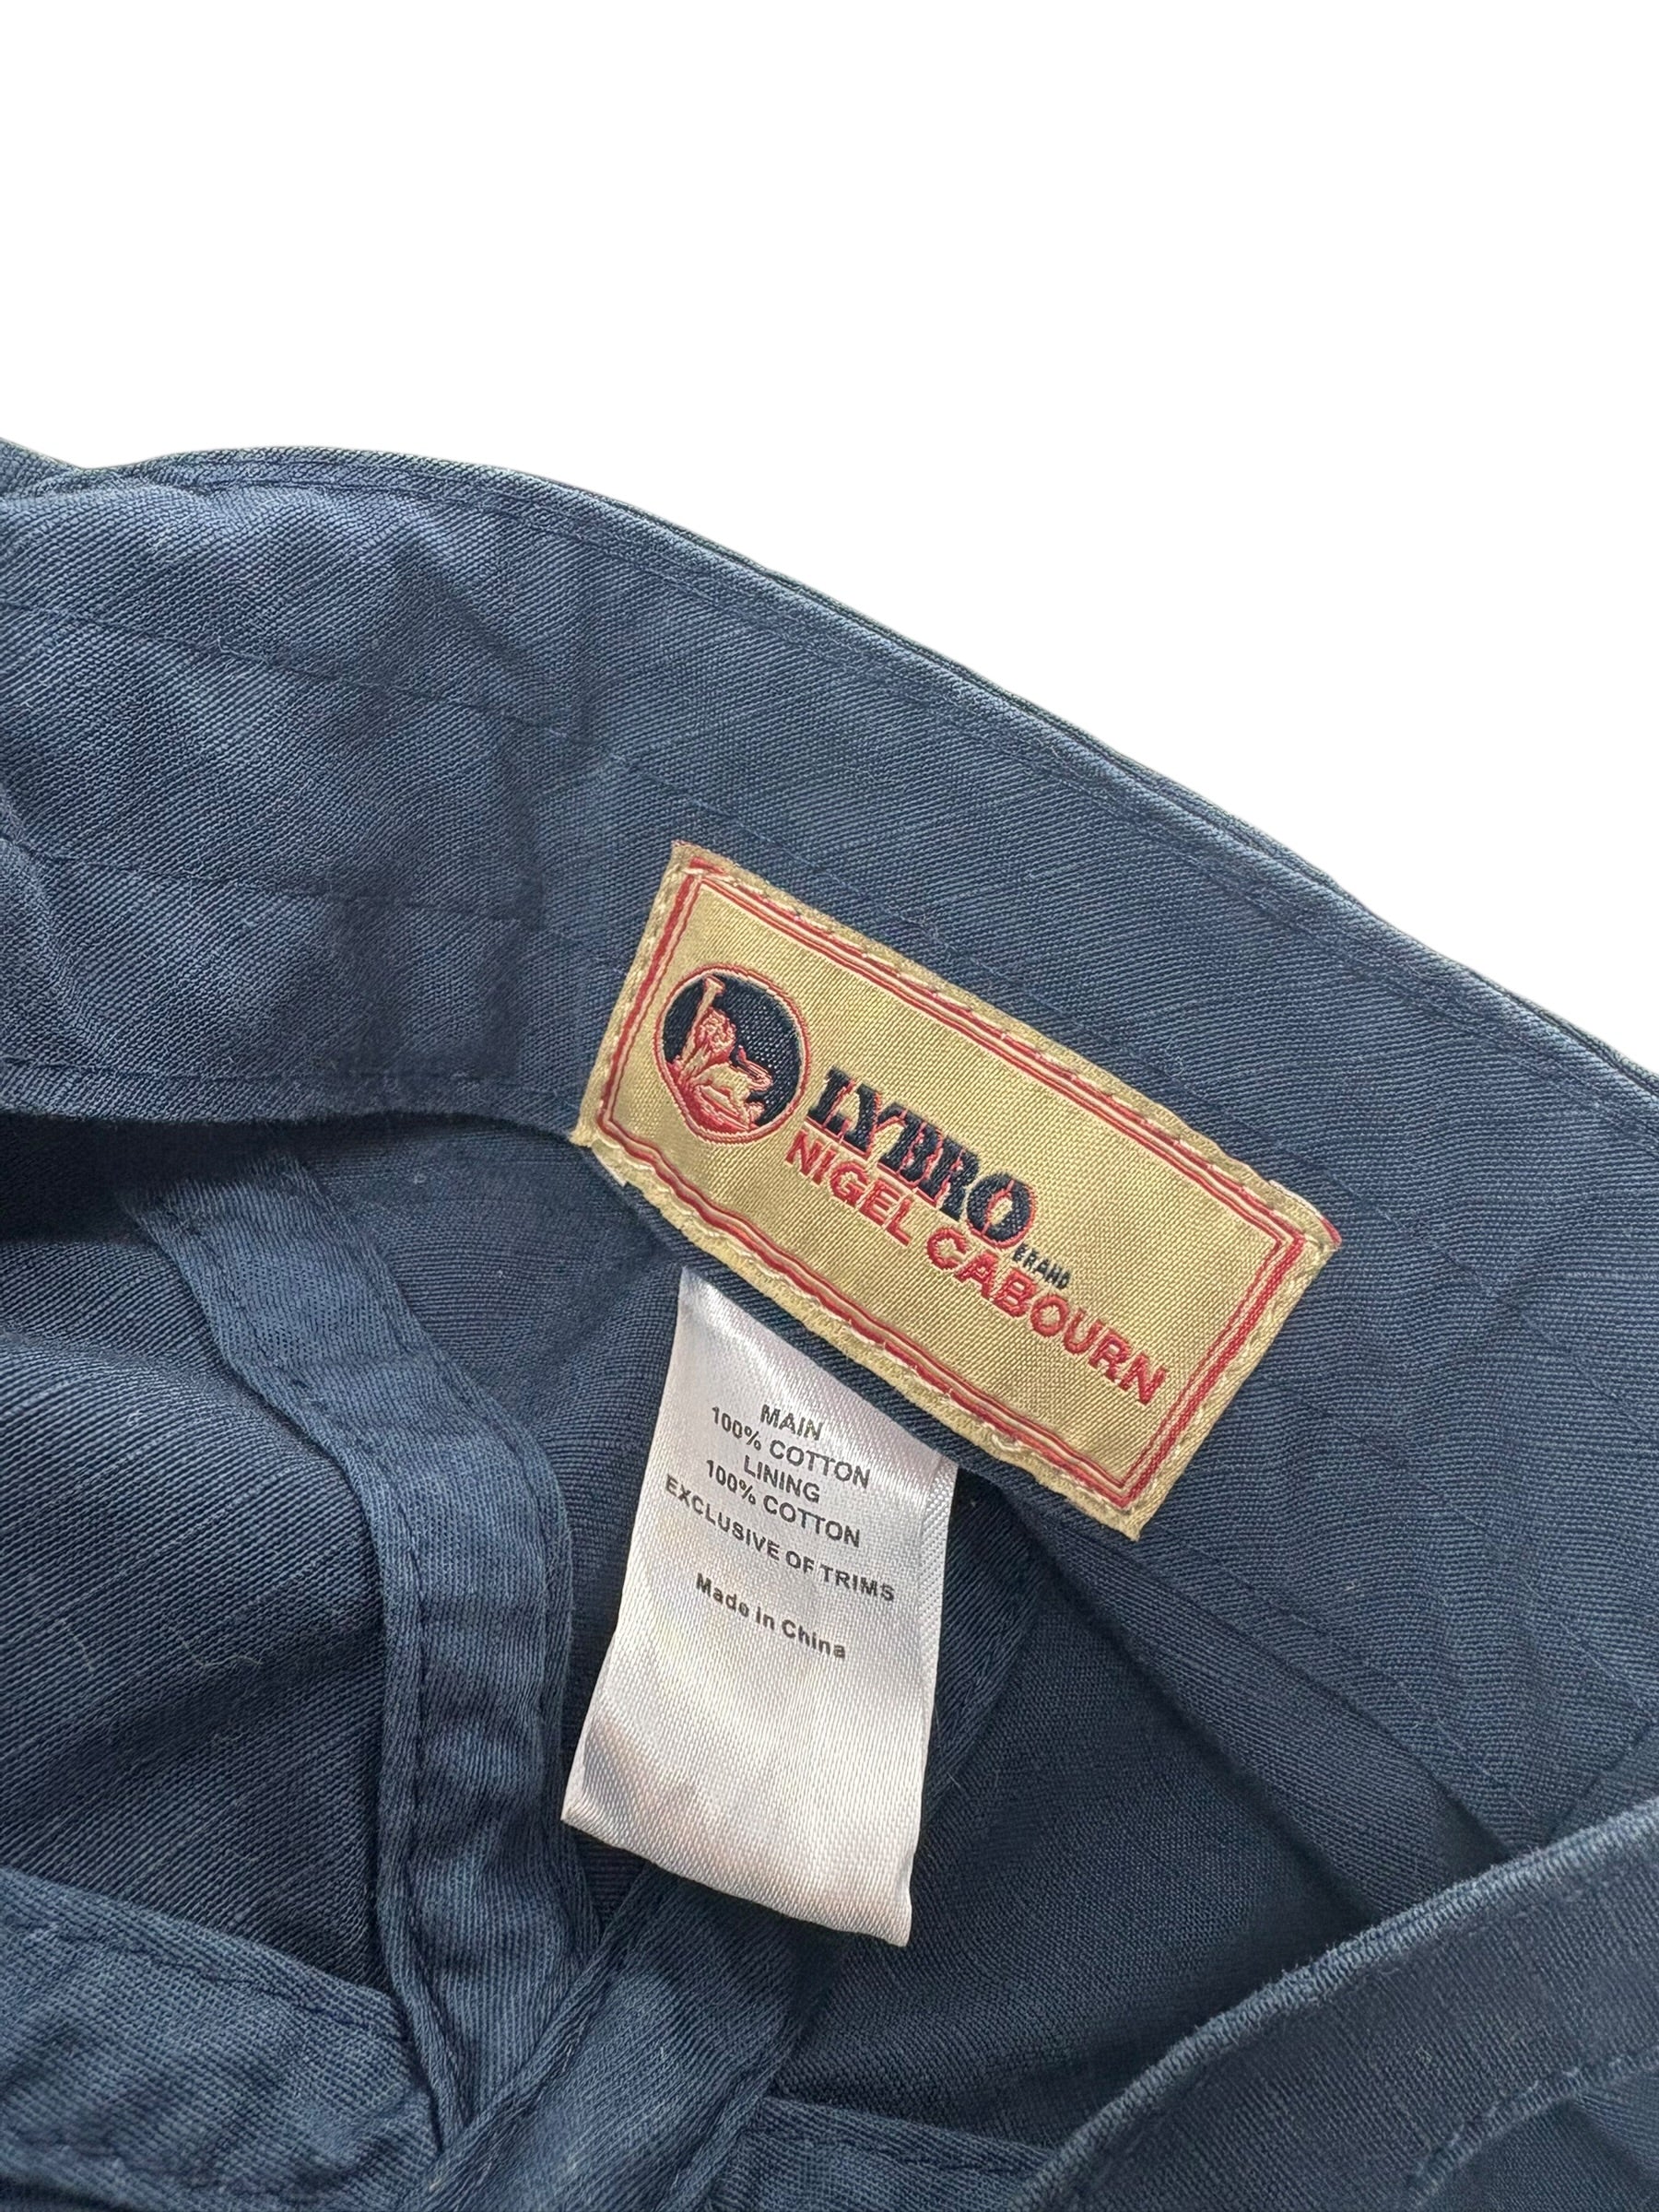 LYBRO
BRAND
NIGEL CABOURN
MAIN
100% COTTON
LINING
100% COTTON
EXCLUSIVE OF TRIMS
Made in China